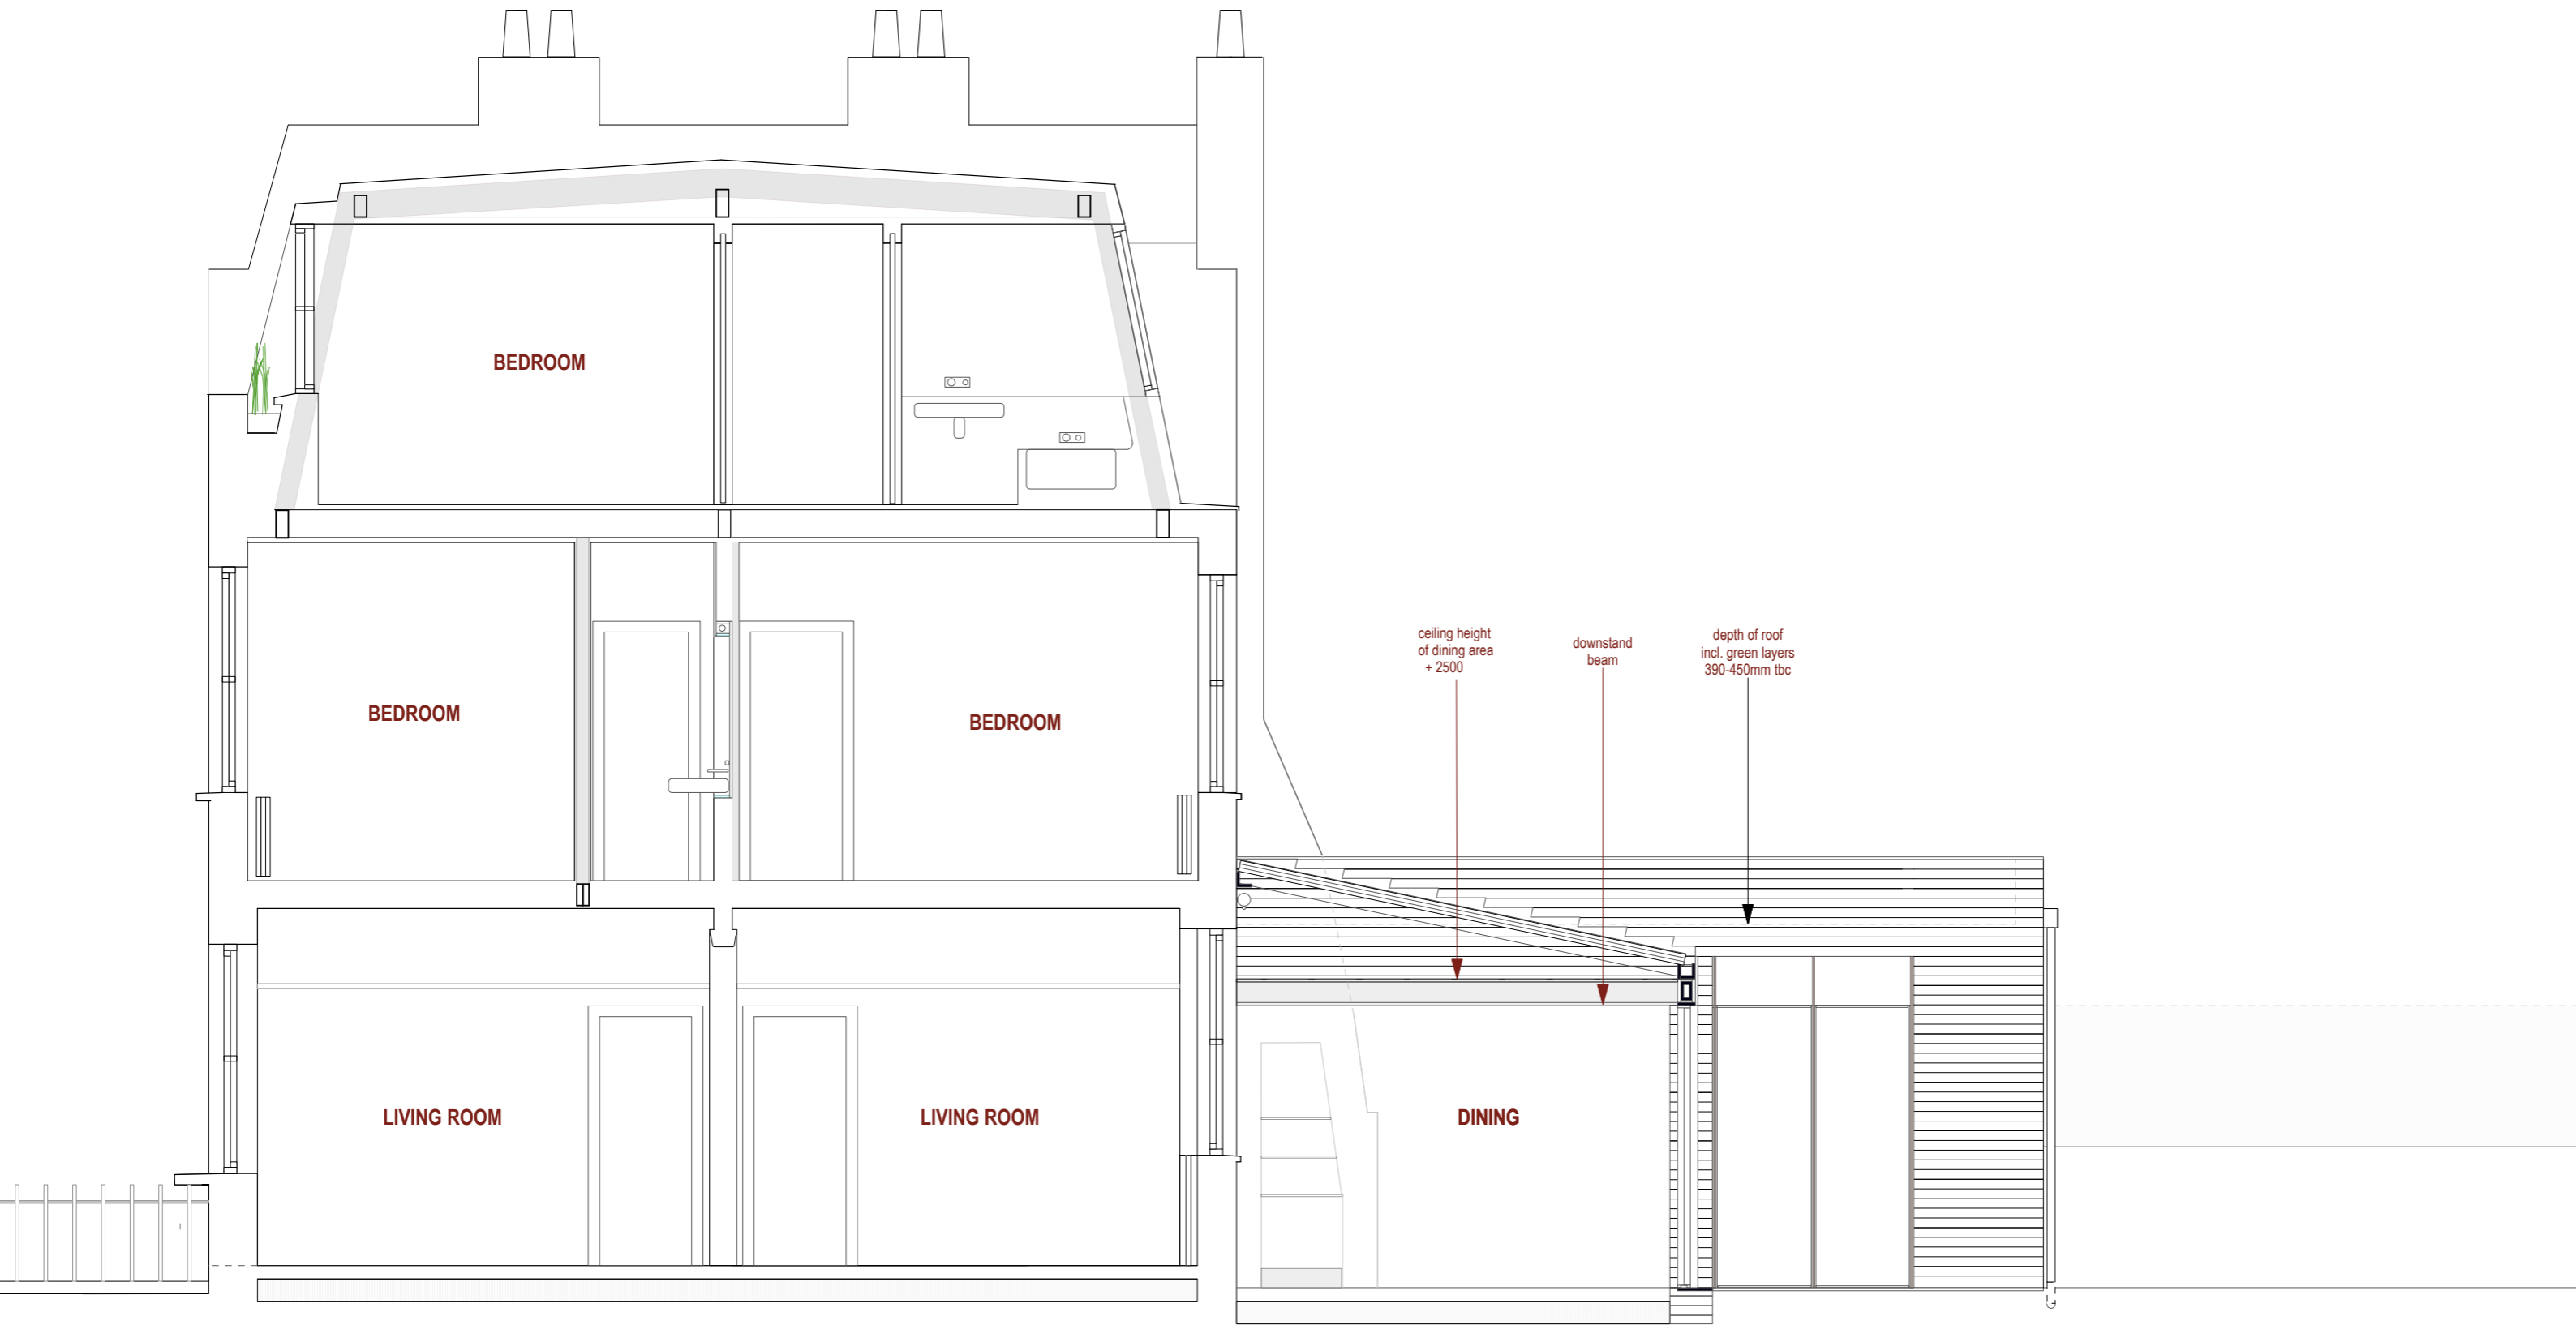 BEDROOM
ceiling height
of dining area
+ 2500
downstand
beam
depth of roof
incl. green layers
390-450mm tbc
BEDROOM
BEDROOM
LIVING ROOM
LIVING ROOM
DINING